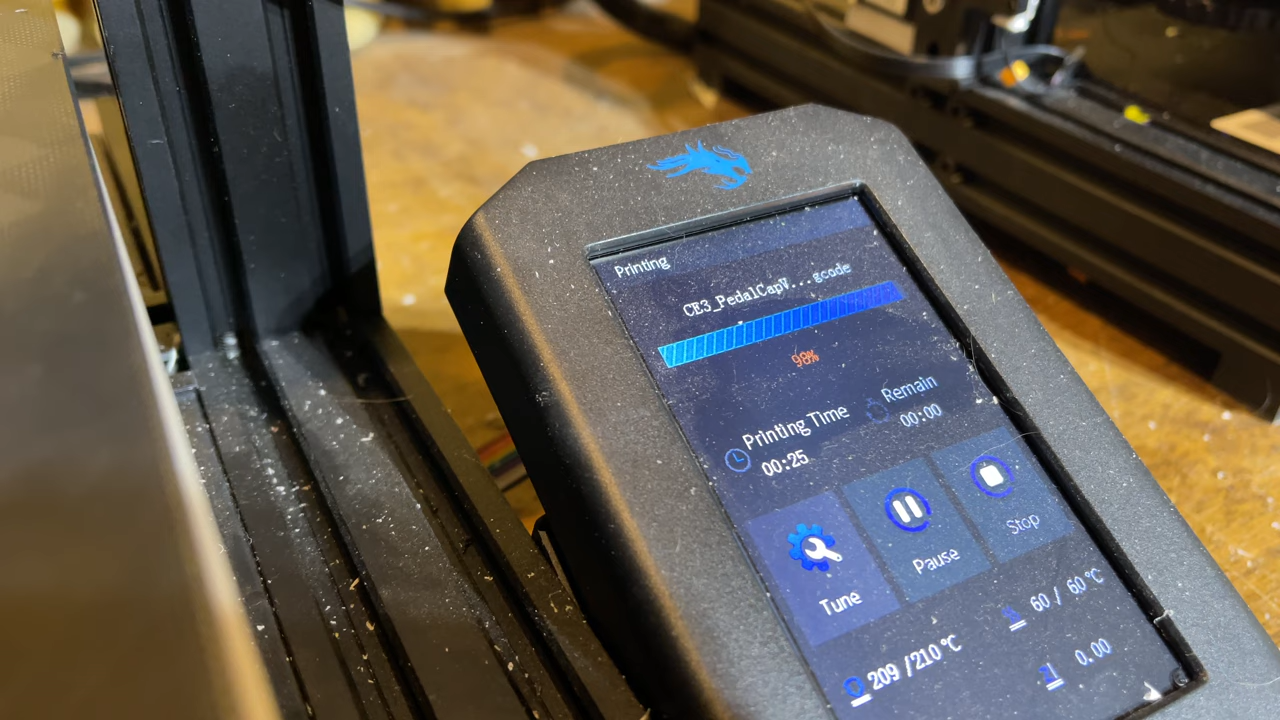 Printing
CE3_PedalCapV...gcode
98%
Printing Time
00:25
Remain
00:00
Tune
Pause
Stop
209 /210 ℃
60 / 60 ℃
0.00